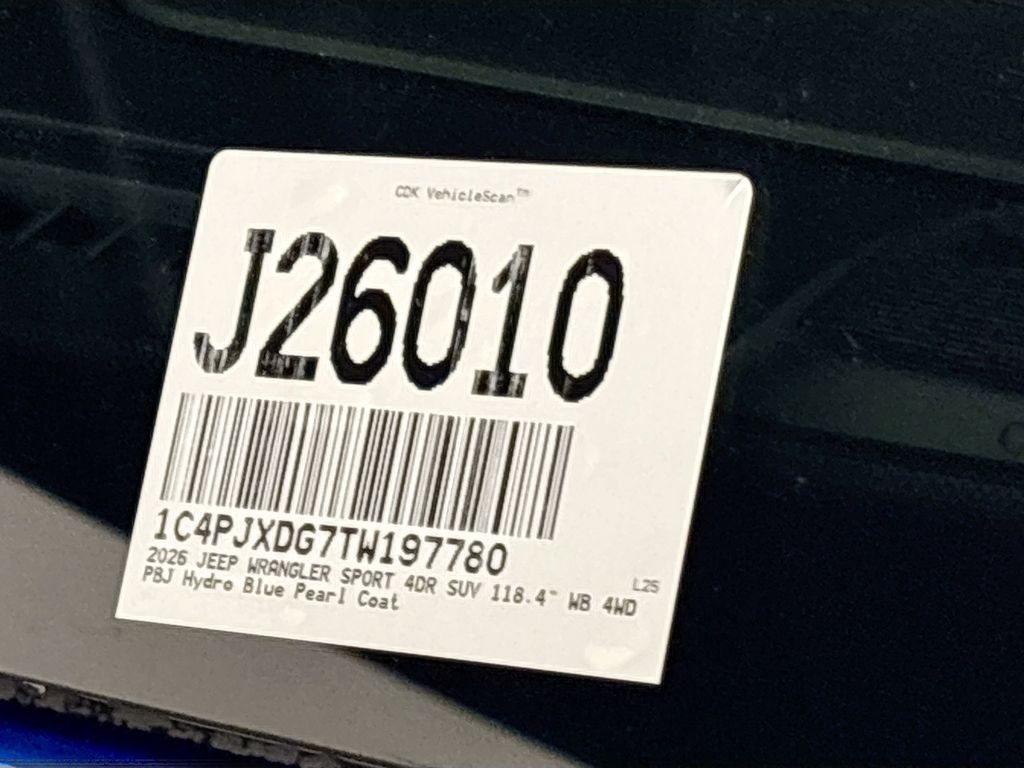 CDK VehicleScan™
J26010
1C4PJXDG7TW197780
L25
2026 JEEP WRANGLER SPORT 4DR SUV 118.4" WB 4WD
PBJ Hydro Blue Pearl Coat